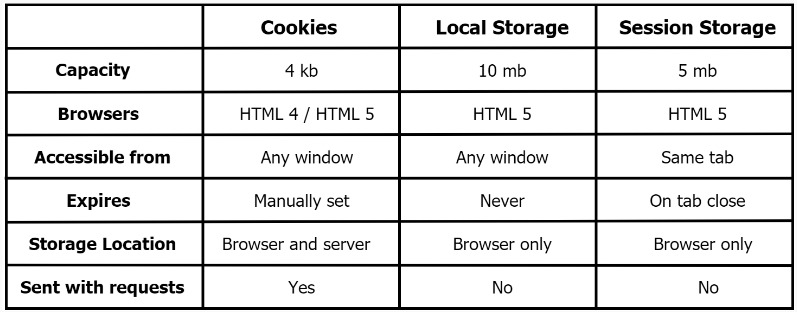 Cookies Local Storage Session Storage
Capacity 4 kb 10 mb 5 mb
Browsers HTML 4 / HTML 5 HTML 5 HTML 5
Accessible from Any window Any window Same tab
Expires Manually set Never On tab close
Storage Location Browser and server Browser only Browser only
Sent with requests Yes No No